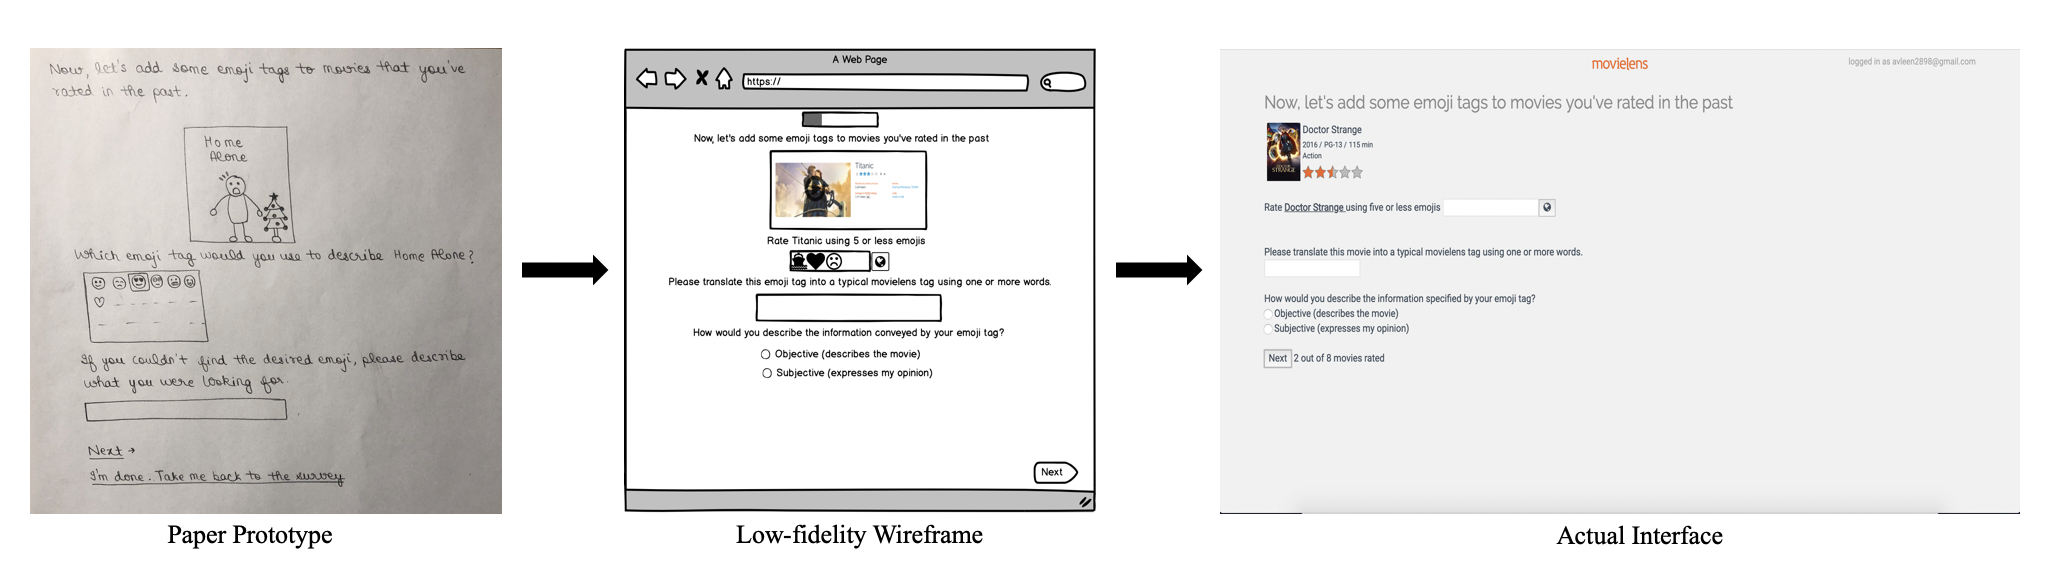 Now, let's add some emoji tags to movies that you've
rated in the past.
Home
Alone
Which emoji tag would you use to describe Home Alone?
If you couldn't find the desired emoji, please describe
what you were looking for.
Next →
I'm done. Take me back to the survey
Paper Prototype
A Web Page
https://
Now, let's add some emoji tags to movies you've rated in the past
Titanic
Rate Titanic using 5 or less emojis
Please translate this emoji tag into a typical movielens tag using one or more words.
How would you describe the information conveyed by your emoji tag?
Objective (describes the movie)
Subjective (expresses my opinion)
Next
Low-fidelity Wireframe
movielens
logged in as avleen2898@gmail.com
Now, let's add some emoji tags to movies you've rated in the past
Doctor Strange
2016 / PG-13 / 115 min
Action
STRANGE
Rate Doctor Strange using five or less emojis
Please translate this movie into a typical movielens tag using one or more words.
How would you describe the information specified by your emoji tag?
Objective (describes the movie)
Subjective (expresses my opinion)
Next 2 out of 8 movies rated
Actual Interface